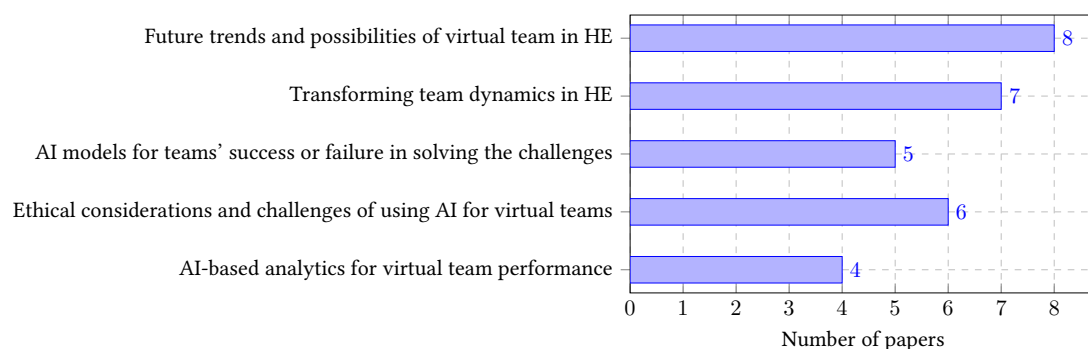 Future trends and possibilities of virtual team in HE
8
Transforming team dynamics in HE
7
AI models for teams’ success or failure in solving the challenges
5
Ethical considerations and challenges of using AI for virtual teams
6
AI-based analytics for virtual team performance
4
0 1 2 3 4 5 6 7 8
Number of papers